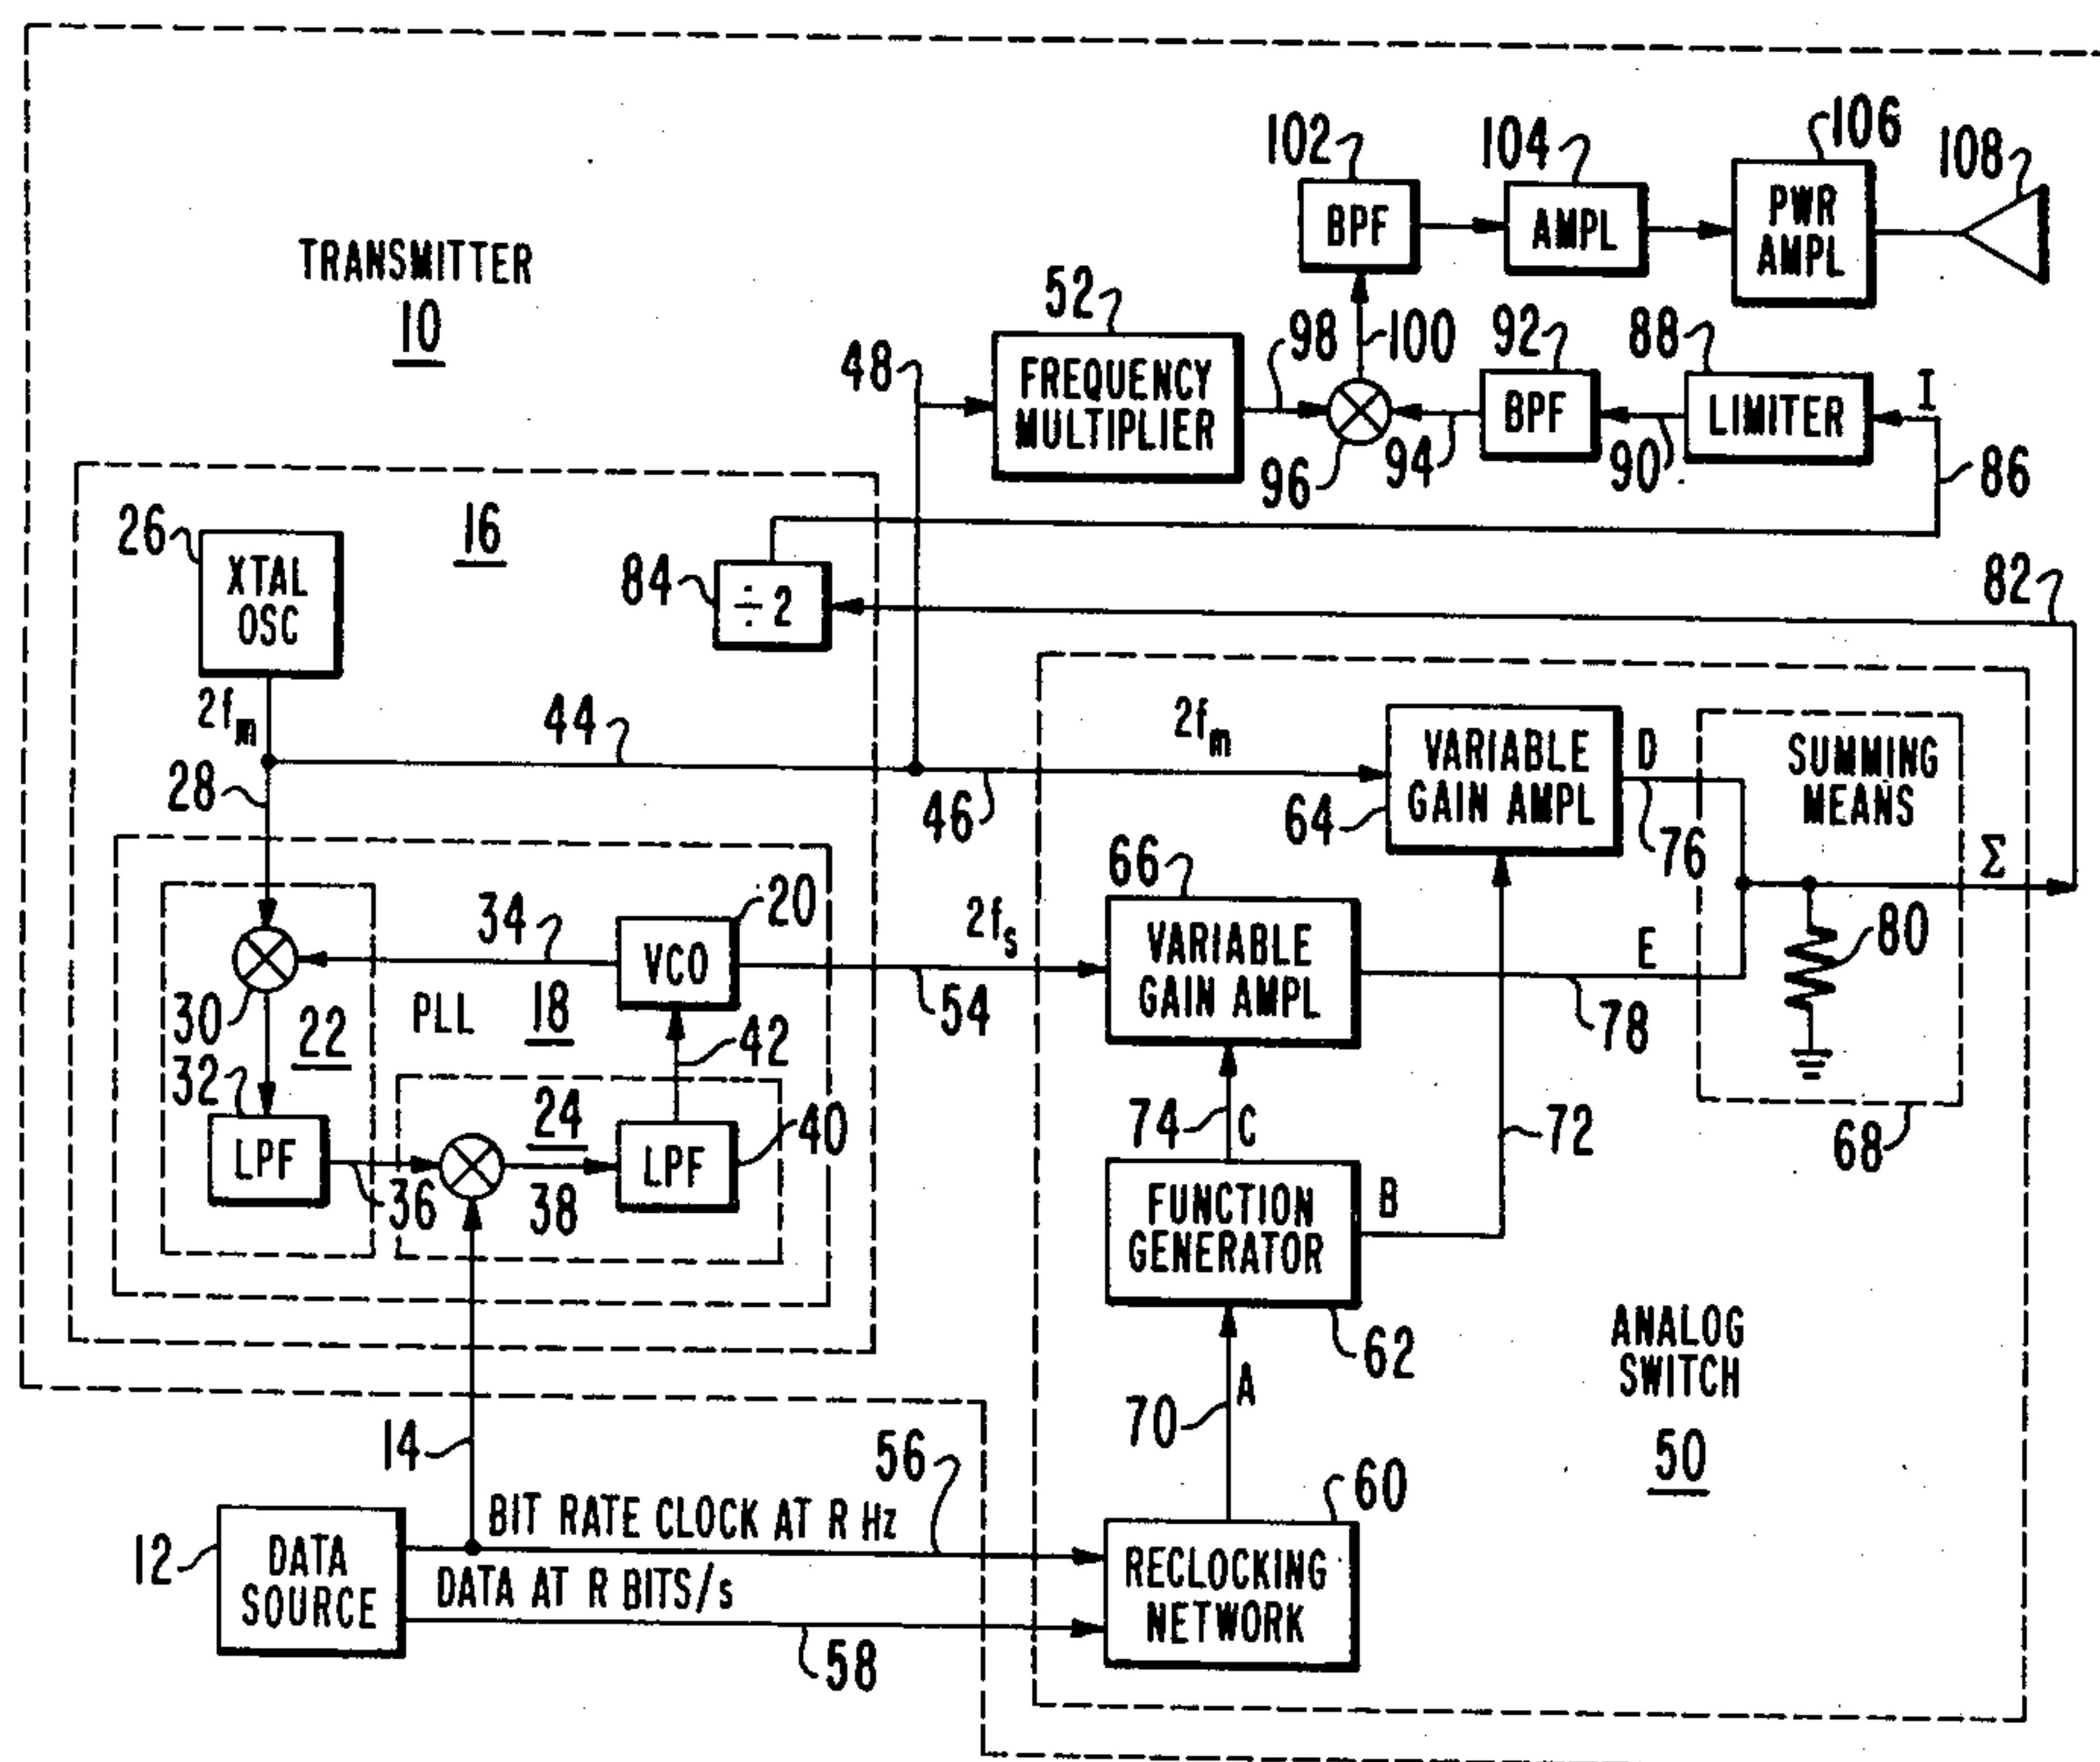 102
104
106
108
BPF
AMPL
PWR
AMPL
TRANSMITTER
10
52
98
100
92
88
I
48
FREQUENCY
MULTIPLIER
BPF
LIMITER
96
94
90
86
26
XTAL
OSC
16
84
÷2
82
2fm
44
2fm
VARIABLE
GAIN AMPL
D
SUMMING
MEANS
28
46
64
76
66
Σ
34
20
2fs
VARIABLE
GAIN AMPL
E
80
VCO
30
22
PLL
18
42
54
78
32
24
40
74
C
72
68
LPF
LPF
36
38
FUNCTION
GENERATOR
B
62
ANALOG
SWITCH
50
70
A
14
56
60
BIT RATE CLOCK AT R Hz
12
DATA
SOURCE
DATA AT R BITS/s
RECLOCKING
NETWORK
58